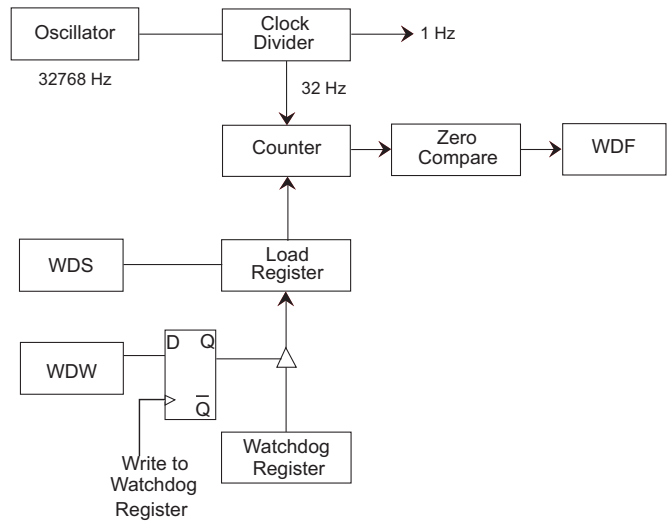 Oscillator
32768 Hz
Clock
Divider
1 Hz
32 Hz
Counter
Zero
Compare
WDF
WDS
Load
Register
WDW
D Q
Q̅
Watchdog
Register
Write to
Watchdog
Register